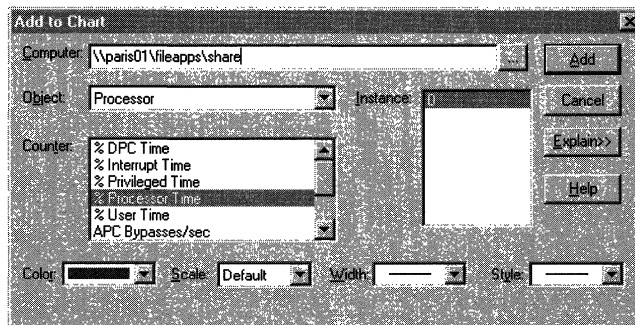 Add to Chart
Computer: \\paris01\fileapps\share ... Add
Object: Processor Instance: 0 Cancel
Counter: % DPC Time Explain>>
% Interrupt Time
% Privileged Time
% Processor Time Help
% User Time
APC Bypasses/sec
Color: Scale: Default Width: Style: